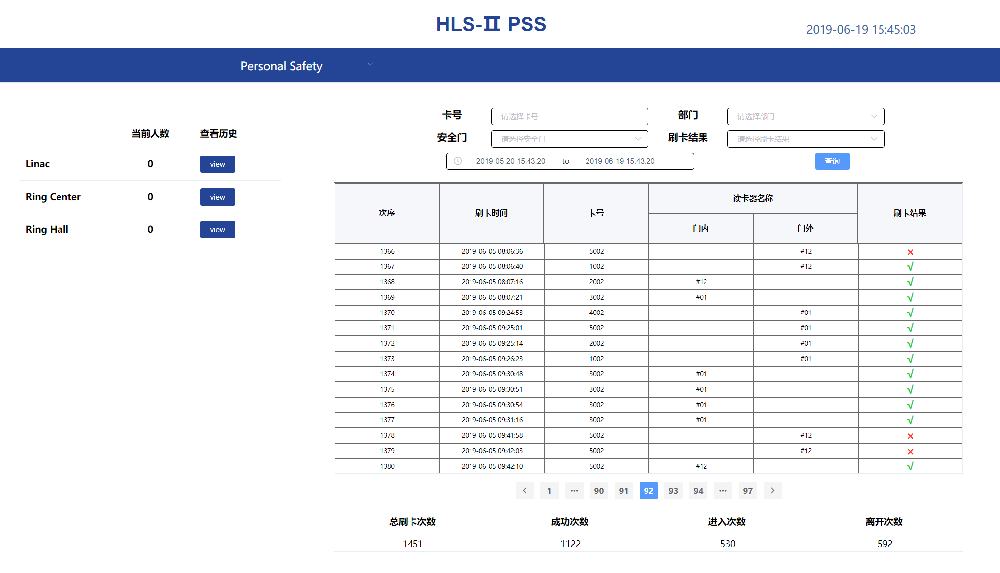 HLS-II PSS
2019-06-19 15:45:03
Personal Safety
当前人数 查看历史
Linac 0 view
Ring Center 0 view
Ring Hall 0 view
卡号 请选择卡号 部门 请选择部门
安全门 请选择安全门 刷卡结果 请选择刷卡结果
2019-05-20 15:43:20 to 2019-06-19 15:43:20 查询
次序 刷卡时间 卡号 读卡器名称 刷卡结果
门内 门外
1366 2019-06-05 08:06:36 5002 #12 ×
1367 2019-06-05 08:06:40 1002 #12 √
1368 2019-06-05 08:07:16 2002 #12 √
1369 2019-06-05 08:07:21 3002 #01 √
1370 2019-06-05 09:24:53 4002 #01 √
1371 2019-06-05 09:25:01 5002 #01 √
1372 2019-06-05 09:25:14 2002 #01 √
1373 2019-06-05 09:26:23 1002 #01 √
1374 2019-06-05 09:30:48 3002 #01 √
1375 2019-06-05 09:30:51 3002 #01 √
1376 2019-06-05 09:30:54 3002 #01 √
1377 2019-06-05 09:31:16 3002 #01 √
1378 2019-06-05 09:41:58 5002 #12 ×
1379 2019-06-05 09:42:03 5002 #12 ×
1380 2019-06-05 09:42:10 5002 #12 √
< 1 ··· 90 91 92 93 94 ··· 97 >
总刷卡次数 成功次数 进入次数 离开次数
1451 1122 530 592